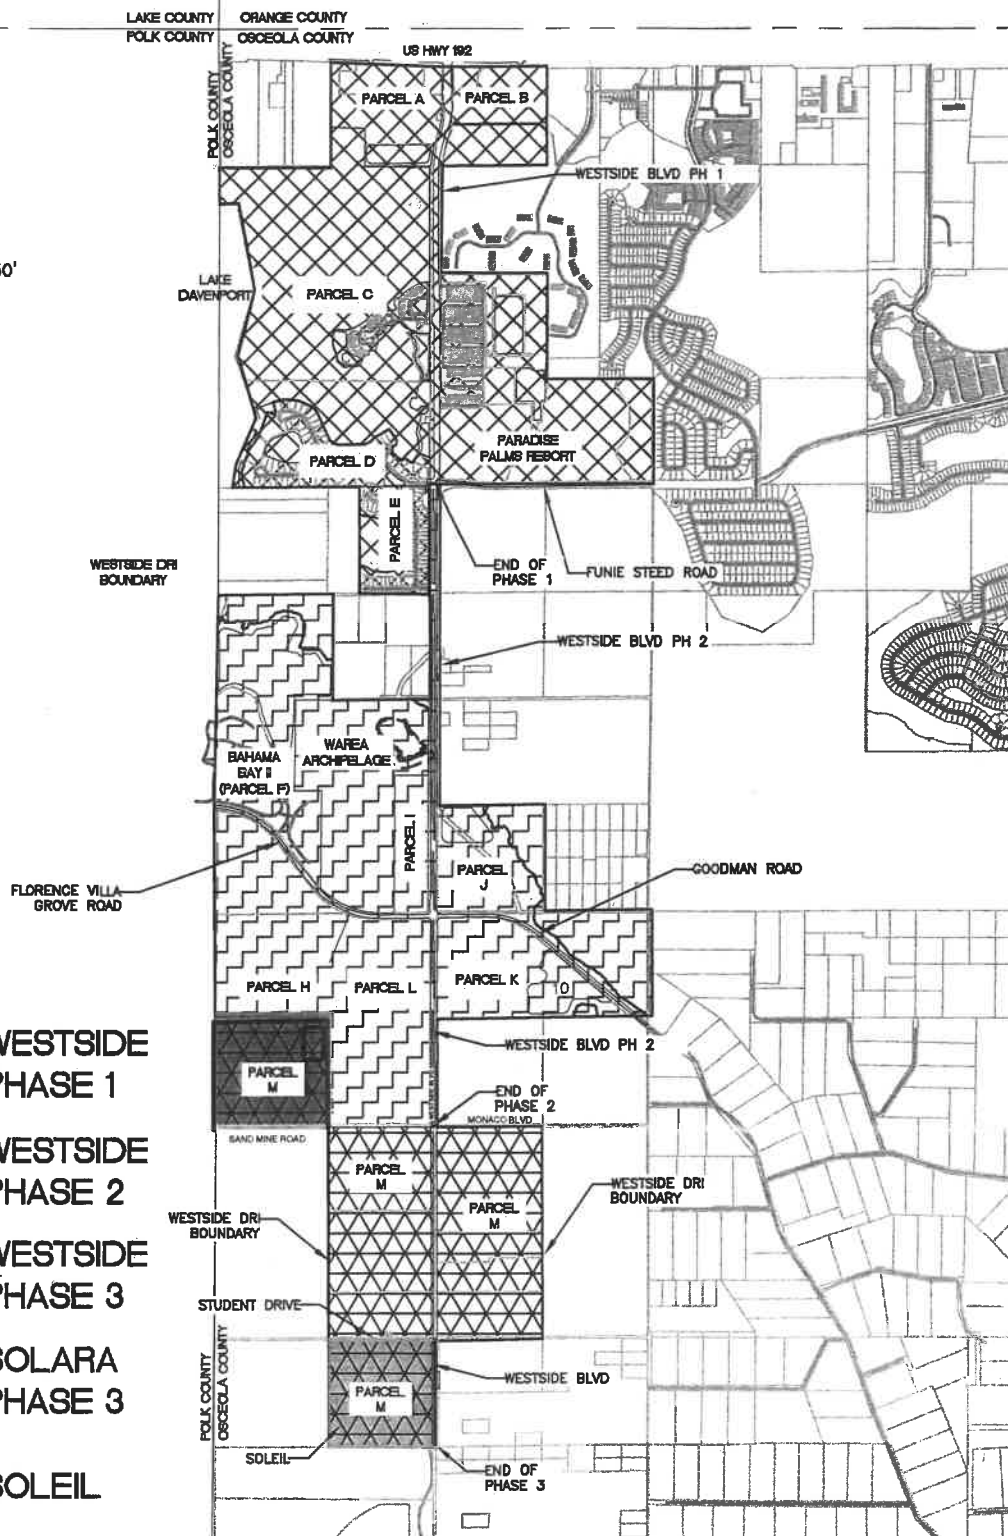 LAKE COUNTY ORANGE COUNTY
POLK COUNTY OSCEOLA COUNTY
US HWY 192
POLK COUNTY
OSCEOLA COUNTY
PARCEL A
PARCEL B
WESTSIDE BLVD PH 1
LAKE
DAVENPORT
PARCEL C
PARADISE
PALMS RESORT
PARCEL D
PARCEL E
END OF
PHASE 1
FUNIE STEED ROAD
WESTSIDE DRI
BOUNDARY
WESTSIDE BLVD PH 2
BAHAMA
BAY II
(PARCEL F)
WAREA
ARCHIPELAGE
PARCEL I
PARCEL
J
GOODMAN ROAD
FLORENCE VILLA
GROVE ROAD
PARCEL H
PARCEL L
PARCEL K
O
WESTSIDE BLVD PH 2
WESTSIDE
PHASE 1
PARCEL
M
END OF
PHASE 2
MONACO BLVD
SAND MINE ROAD
WESTSIDE
PHASE 2
PARCEL
M
PARCEL
M
WESTSIDE DRI
BOUNDARY
WESTSIDE DRI
BOUNDARY
WESTSIDE
PHASE 3
STUDENT DRIVE
POLK COUNTY
OSCEOLA COUNTY
SOLARA
PHASE 3
WESTSIDE BLVD
PARCEL
M
SOLEIL
END OF
PHASE 3
SOLEIL